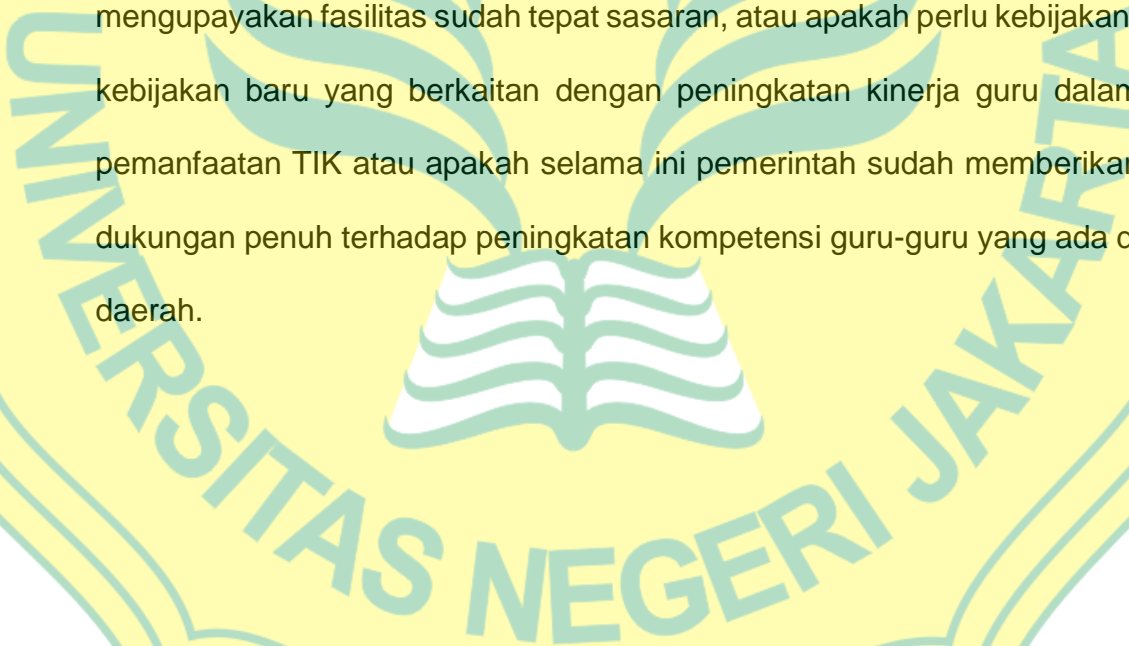 mengupayakan fasilitas sudah tepat sasaran, atau apakah perlu kebijakan
kebijakan baru yang berkaitan dengan peningkatan kinerja guru dalam
pemanfaatan TIK atau apakah selama ini pemerintah sudah memberikan
dukungan penuh terhadap peningkatan kompetensi guru-guru yang ada d
daerah.
UNIVERSITAS NEGERI JAKARTA